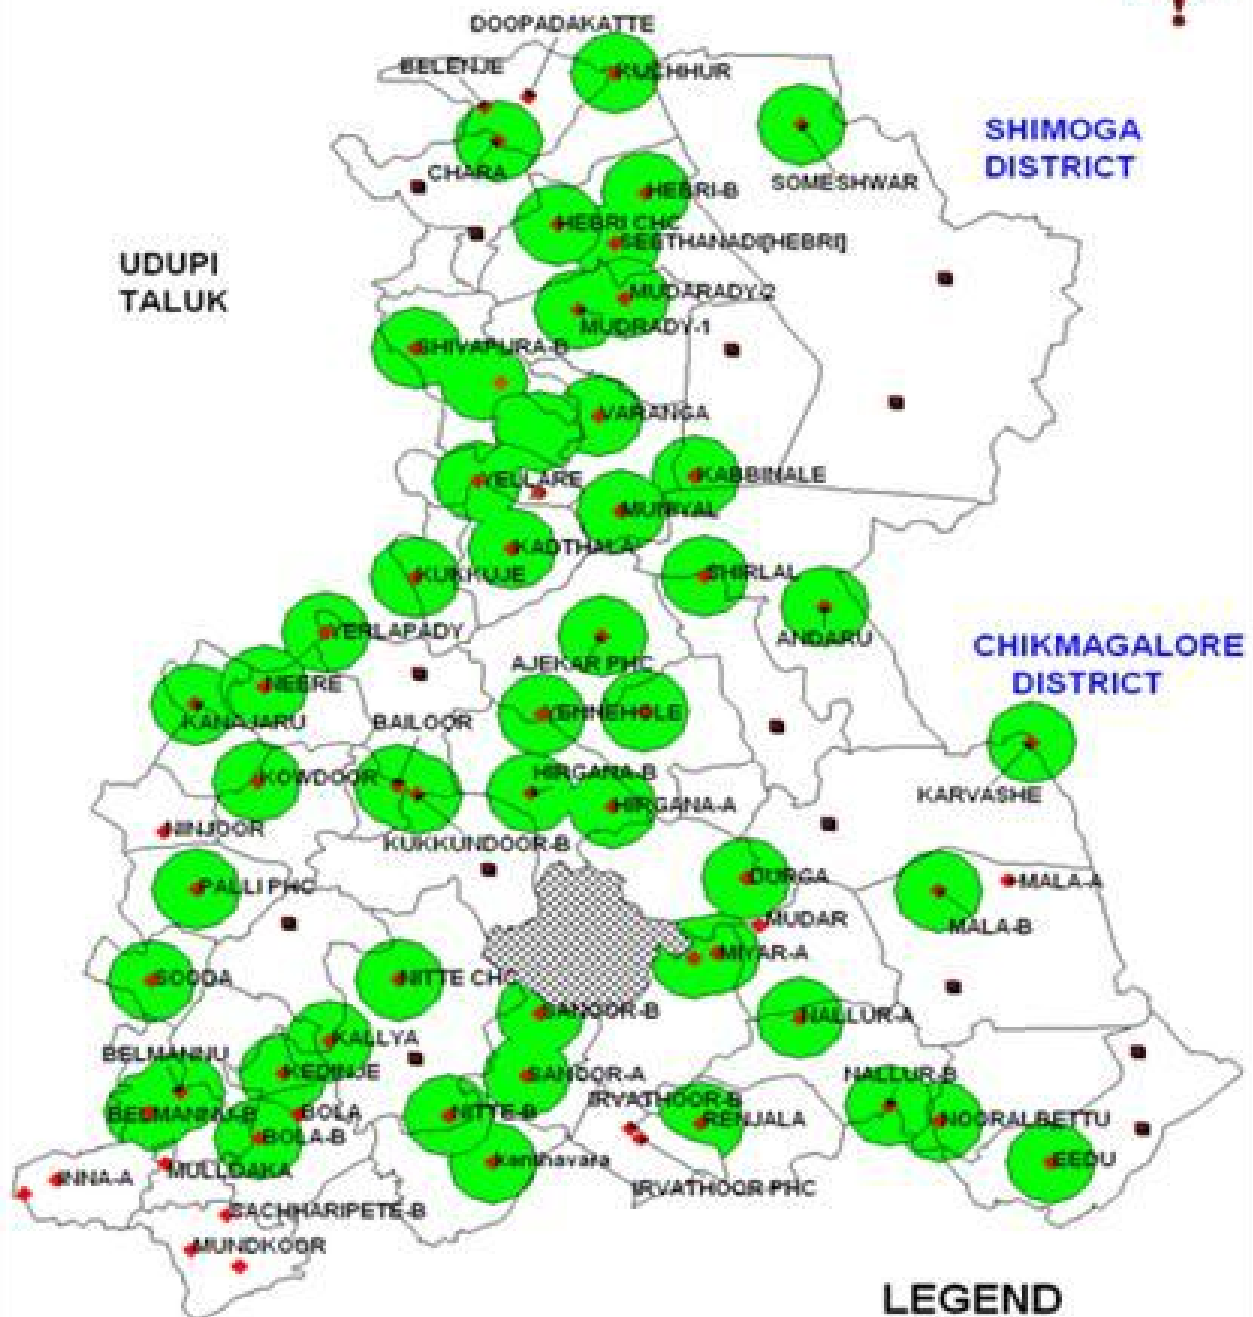 DOOPADAKATTE
BELENJE
KUCHHUR
SHIMOGA
DISTRICT
CHARA
SOMESHWAR
HEBRI-B
HEBRI CHC
SEETHANADI[HEBRI]
UDUPI
TALUK
MUDARADY-2
MUDRADY-1
SHIVAPURA-B
VARANGA
YELLARE
KABBINALE
MUNIYAL
KADTHALA
KUKKUJE
SHIRLAL
YERLAPADY
ANDARU
CHIKMAGALORE
DISTRICT
AJEKAR PHC
NEERE
KANAJARU
BAILOOR
YENNEHOLE
KOWDOOR
HIRGANA-B
HIRGANA-A
KARVASHE
NINJOOR
KUKKUNDOOR-B
PALLI PHC
DURGA
MALA-A
MUDAR
MALA-B
MIYAR-A
SOODA
NITTE CHC
SANOOR-B
NALLUR-A
KALLYA
BELMANNU
KEDINJE
SANOOR-A
NALLUR-B
IRVATHOOR-B
BELMANNU-B
BOLA
NITTE-B
RENJALA
NOORALBETTU
BOLA-B
Kanthavara
EEDU
MULLDAKA
INNA-A
IRVATHOOR PHC
SACHHARIPETE-B
MUNDKOOR
LEGEND